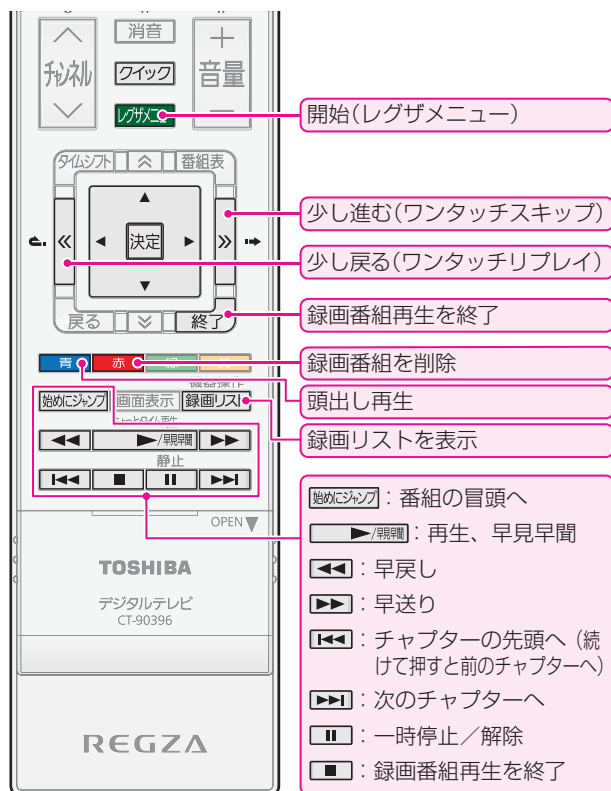 消音
チャンネル
クイック
音量
レグザメニュー
開始(レグザメニュー)
タイムシフト
番組表
少し進む(ワンタッチスキップ)
決定
少し戻る(ワンタッチリプレイ)
戻る
終了
録画番組再生を終了
青
赤
録画番組を削除
頭出し再生
機器操作
始めにジャンプ
画面表示
録画リスト
録画リストを表示
/早見早聞
静止
始めにジャンプ:番組の冒頭へ
/早見早聞:再生、早見早聞
:早戻し
:早送り
:チャプターの先頭へ(続
けて押すと前のチャプターへ)
:次のチャプターへ
:一時停止/解除
:録画番組再生を終了
OPEN
TOSHIBA
デジタルテレビ
CT-90396
REGZA